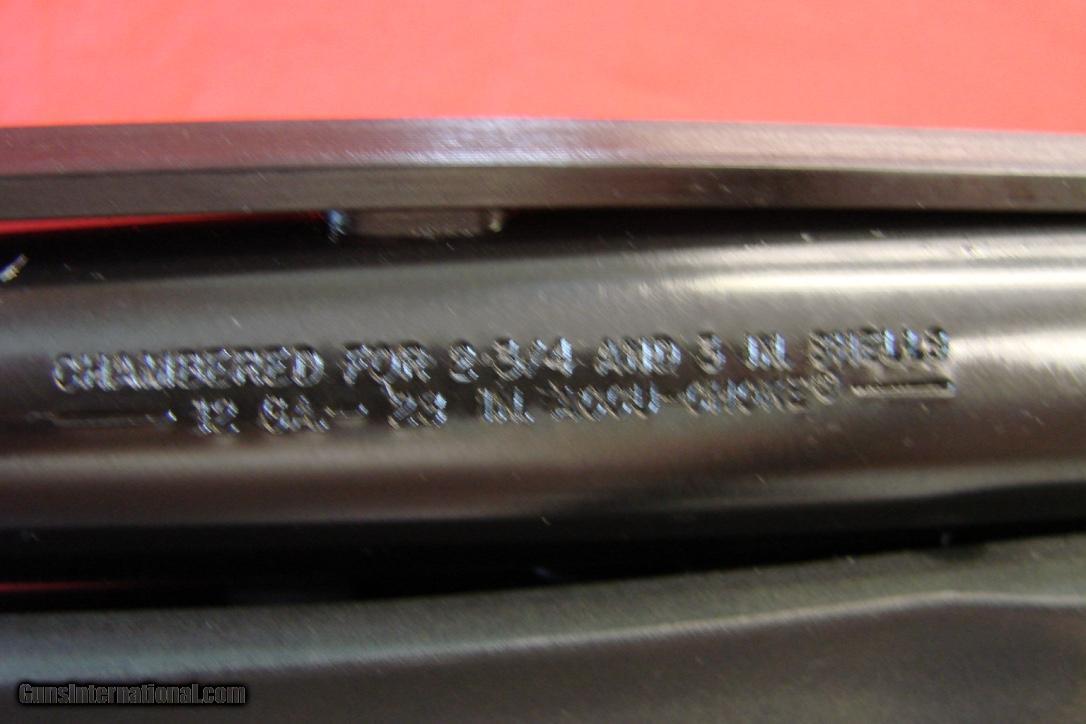 CHAMBERED FOR 2-3/4 AND 3 IN. SHELLS
12 GA. - 28 IN. ACCU-CHOKE®
GunsInternational.com